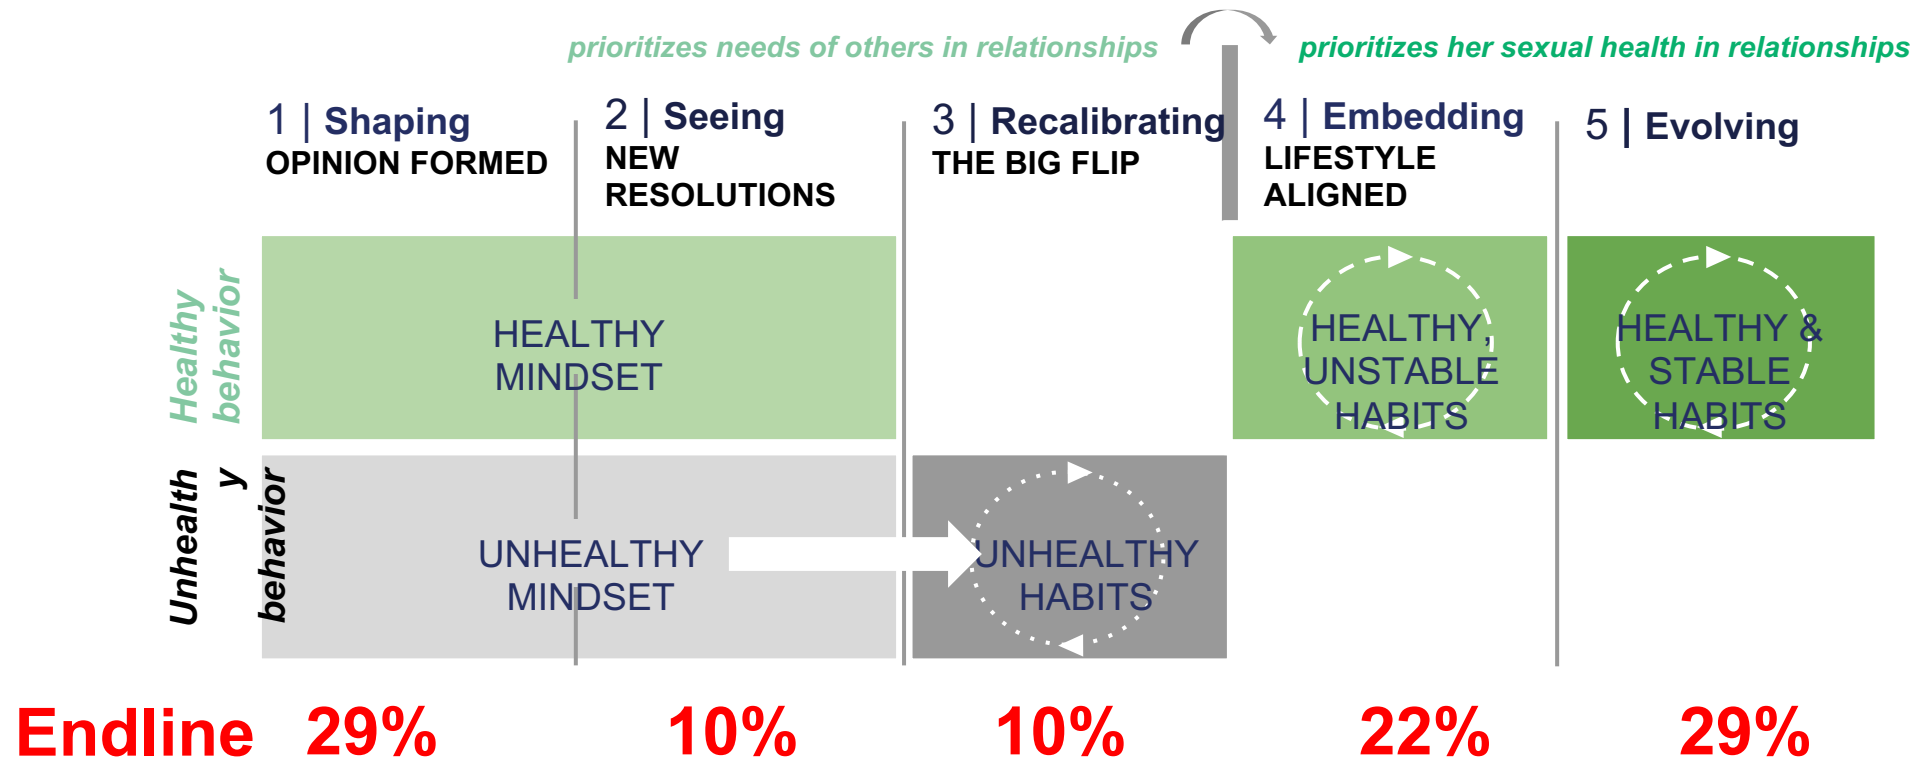 prioritizes needs of others in relationships
prioritizes her sexual health in relationships
1 | Shaping
OPINION FORMED
2 | Seeing
NEW
RESOLUTIONS
3 | Recalibrating
THE BIG FLIP
4 | Embedding
LIFESTYLE
ALIGNED
5 | Evolving
Healthy
behavior
HEALTHY
MINDSET
HEALTHY,
UNSTABLE
HABITS
HEALTHY &
STABLE
HABITS
Unhealth
y
behavior
UNHEALTHY
MINDSET
UNHEALTHY
HABITS
Endline 29% 10% 10% 22% 29%